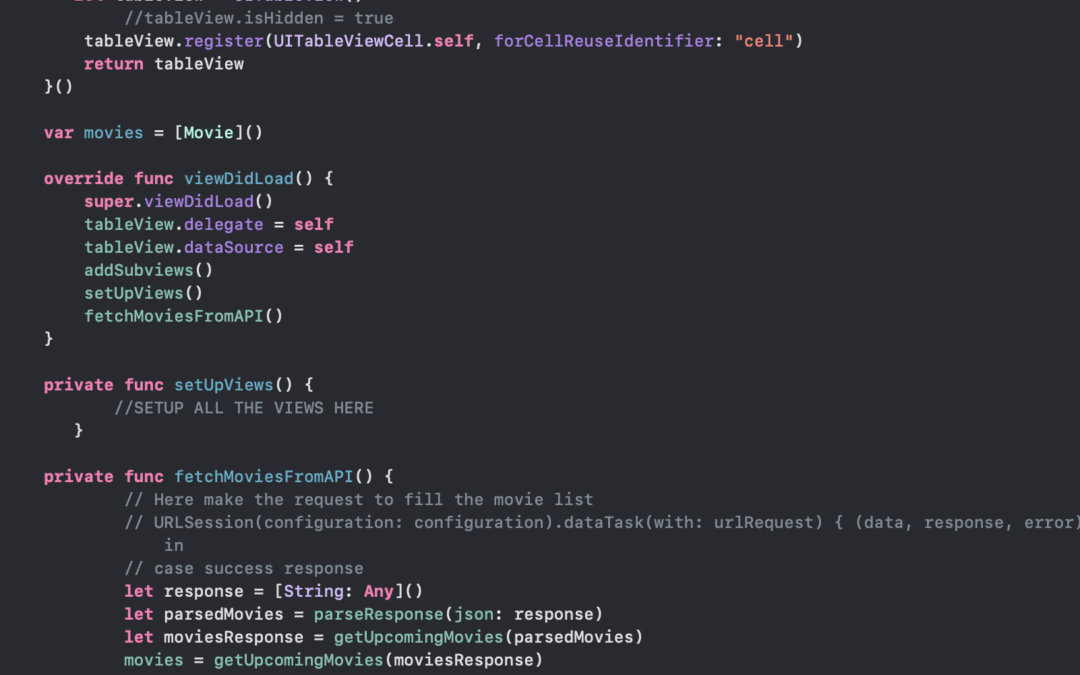 //tableView.isHidden = true
tableView.register(UITableViewCell.self, forCellReuseIdentifier: "cell")
return tableView
}()
var movies = [Movie]()
override func viewDidLoad() {
super.viewDidLoad()
tableView.delegate = self
tableView.dataSource = self
addSubviews()
setUpViews()
fetchMoviesFromAPI()
}
private func setUpViews() {
//SETUP ALL THE VIEWS HERE
}
private func fetchMoviesFromAPI() {
// Here make the request to fill the movie list
// URLSession(configuration: configuration).dataTask(with: urlRequest) { (data, response, error)
in
// case success response
let response = [String: Any]()
let parsedMovies = parseResponse(json: response)
let moviesResponse = getUpcomingMovies(parsedMovies)
movies = getUpcomingMovies(moviesResponse)